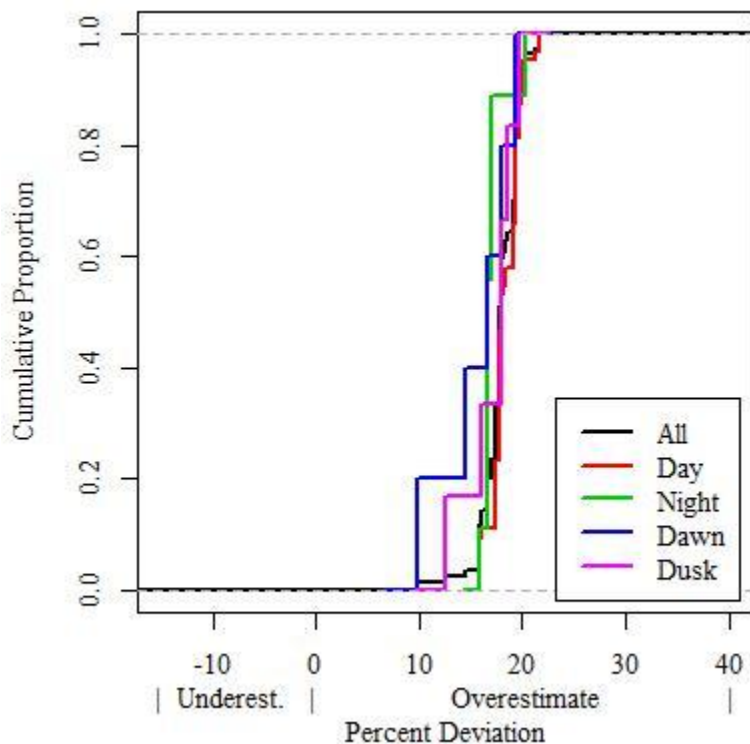 1.0
0.8
0.6
0.4
0.2
0.0
Cumulative Proportion
All
Day
Night
Dawn
Dusk
-10 0 10 20 30 40
| Underest. | Overestimate |
Percent Deviation